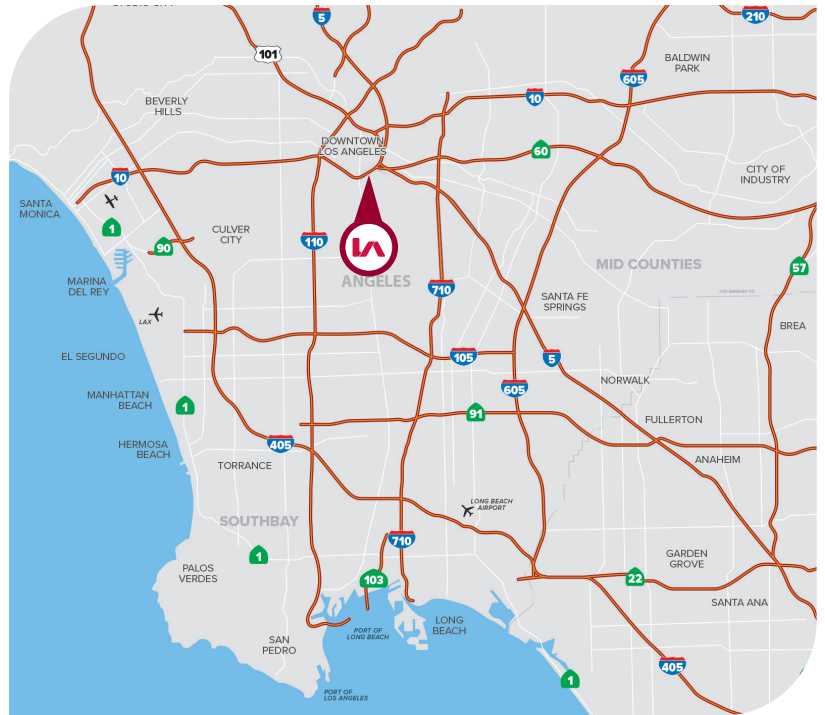 5
210
101
BALDWIN
PARK
605
10
BEVERLY
HILLS
DOWNTOWN
LOS ANGELES
60
10
CITY OF
INDUSTRY
SANTA
MONICA
1
CULVER
CITY
90
110
LA
MID COUNTIES
57
ANGELES
MARINA
DEL REY
710
SANTA FE
SPRINGS
LAX
BREA
EL SEGUNDO
105
5
NORWALK
605
MANHATTAN
BEACH
1
91
FULLERTON
HERMOSA
BEACH
405
ANAHEIM
TORRANCE
LONG BEACH
AIRPORT
SOUTHBAY
710
1
GARDEN
GROVE
PALOS
VERDES
103
22
SANTA ANA
PORT OF
LONG BEACH
LONG
BEACH
SAN
PEDRO
405
1
PORT OF
LOS ANGELES